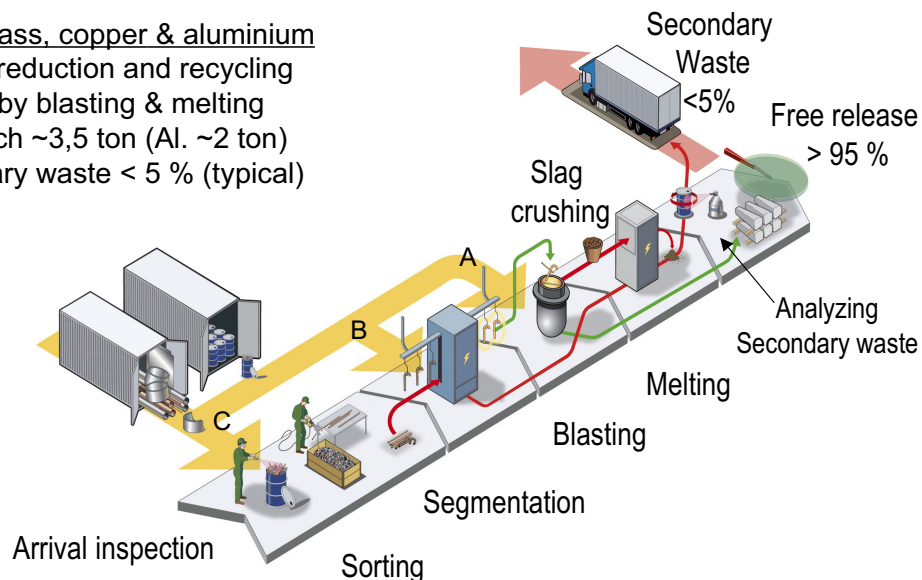 ass, copper & aluminium
reduction and recycling
by blasting & melting
ch ~3,5 ton (Al. ~2 ton)
ary waste < 5 % (typical)
Secondary
Waste
<5%
Free release
> 95 %
Slag
crushing
A
B
C
Analyzing
Secondary waste
Melting
Blasting
Segmentation
Sorting
Arrival inspection